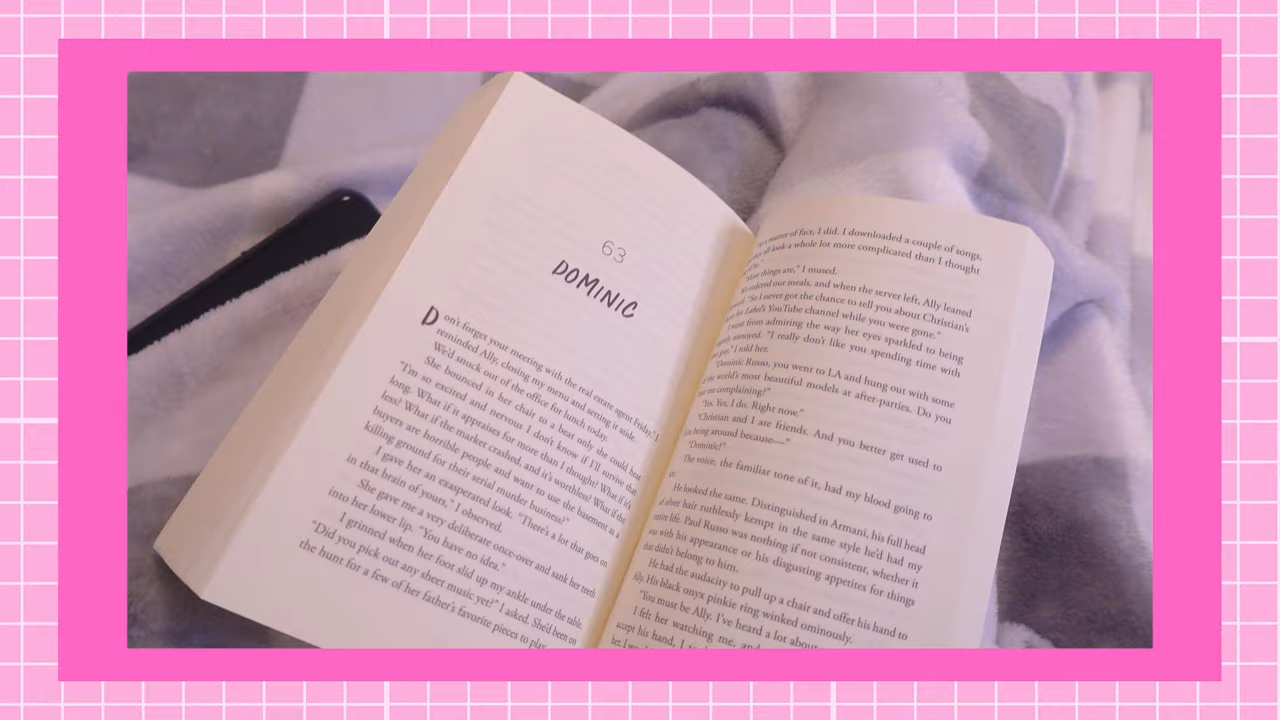 63
DOMINIC
Don't forget your meeting with the real estate agent Friday," I
reminded Ally, closing my menu and setting it aside.
We'd snuck out of the office for lunch today.
She bounced in her chair to a beat only she could hear.
"I'm so excited and nervous I don't know if I'll survive that
long. What if it appraises for more than I thought? What if it's
less? What if the market crashed, and it's worthless? What if the
buyers are horrible people and want to use the basement as a
killing ground for their serial murder business?"
I gave her an exasperated look. "There's a lot that goes on
in that brain of yours," I observed.
She gave me a very deliberate once-over and sank her teeth
into her lower lip. "You have no idea."
I grinned when her foot slid up my ankle under the table.
"Did you pick out any sheet music yet?" I asked. She'd been on
the hunt for a few of her father's favorite pieces to play.
a matter of fact, I did. I downloaded a couple of songs,
all look a whole lot more complicated than I thought
be."
"Most things are," I mused.
We ordered our meals, and when the server left, Ally leaned
"So I never got the chance to tell you about Christian's
Label's YouTube channel while you were gone."
I went from admiring the way her eyes sparkled to being
annoyed. "I really don't like you spending time with
guy," I told her.
"Dominic Russo, you went to LA and hung out with some
of the world's most beautiful models at after-parties. Do you
complaining?"
"Yes. Yes, I do. Right now."
"Christian and I are friends. And you better get used to
being around because—"
"Dominic!"
The voice, the familiar tone of it, had my blood going to
He looked the same. Distinguished in Armani, his full head
of silver hair ruthlessly kempt in the same style he'd had my
entire life. Paul Russo was nothing if not consistent, whether it
was with his appearance or his disgusting appetites for things
that didn't belong to him.
He had the audacity to pull up a chair and offer his hand to
Ally. His black onyx pinkie ring winked ominously.
"You must be Ally. I've heard a lot about
I felt her watching me, and
accept his hand, I